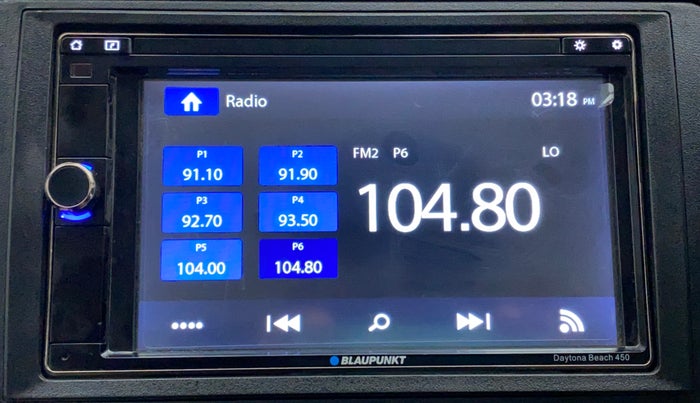 Radio
03:18 PM
P1
91.10
P2
91.90
FM2 P6
LO
P3
92.70
P4
93.50
104.80
P5
104.00
P6
104.80
BLAUPUNKT
Daytona Beach 450